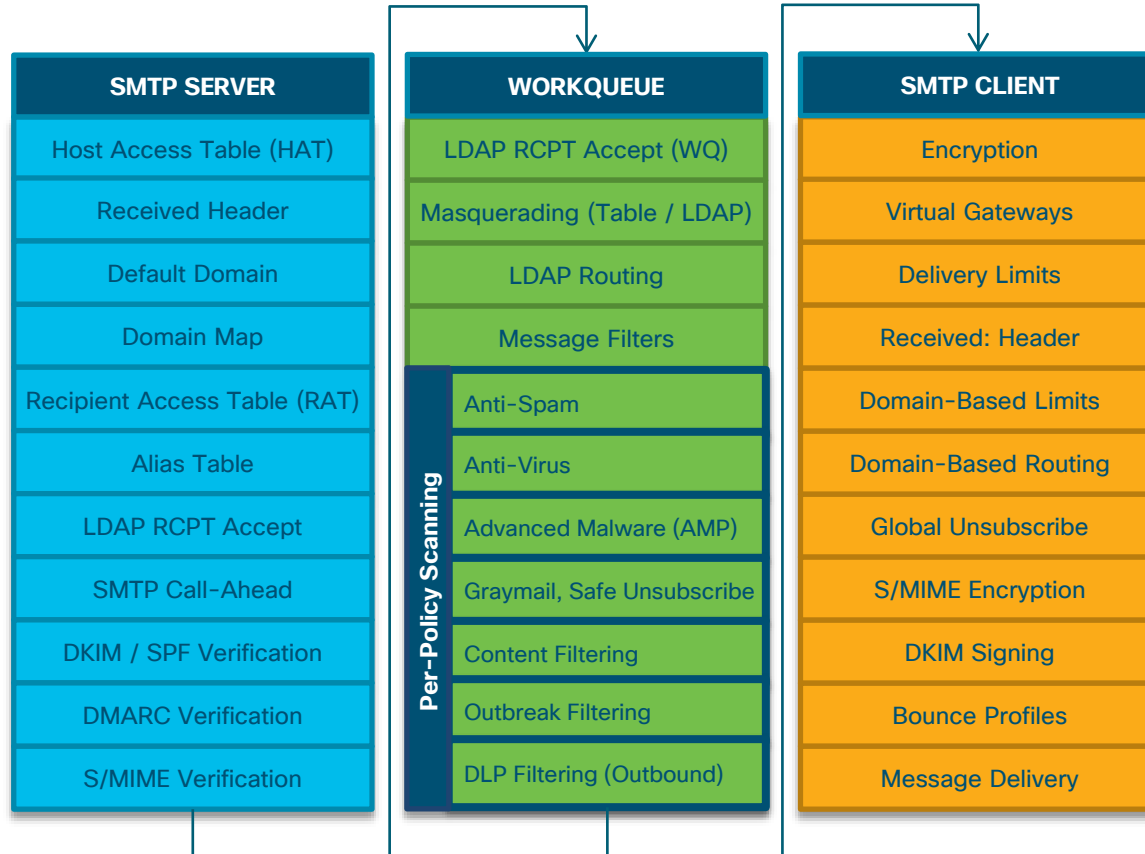 SMTP SERVER
Host Access Table (HAT)
Received Header
Default Domain
Domain Map
Recipient Access Table (RAT)
Alias Table
LDAP RCPT Accept
SMTP Call-Ahead
DKIM / SPF Verification
DMARC Verification
S/MIME Verification
WORKQUEUE
LDAP RCPT Accept (WQ)
Masquerading (Table / LDAP)
LDAP Routing
Message Filters
Per-Policy Scanning
Anti-Spam
Anti-Virus
Advanced Malware (AMP)
Graymail, Safe Unsubscribe
Content Filtering
Outbreak Filtering
DLP Filtering (Outbound)
SMTP CLIENT
Encryption
Virtual Gateways
Delivery Limits
Received: Header
Domain-Based Limits
Domain-Based Routing
Global Unsubscribe
S/MIME Encryption
DKIM Signing
Bounce Profiles
Message Delivery